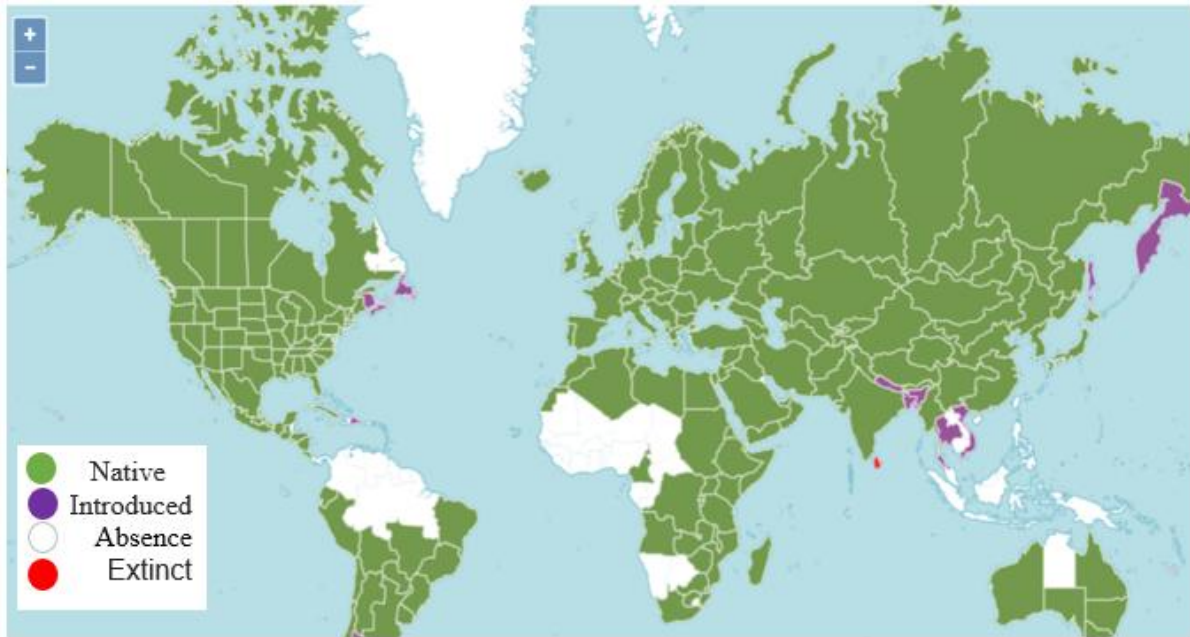 +
−
Native
Introduced
Absence
Extinct